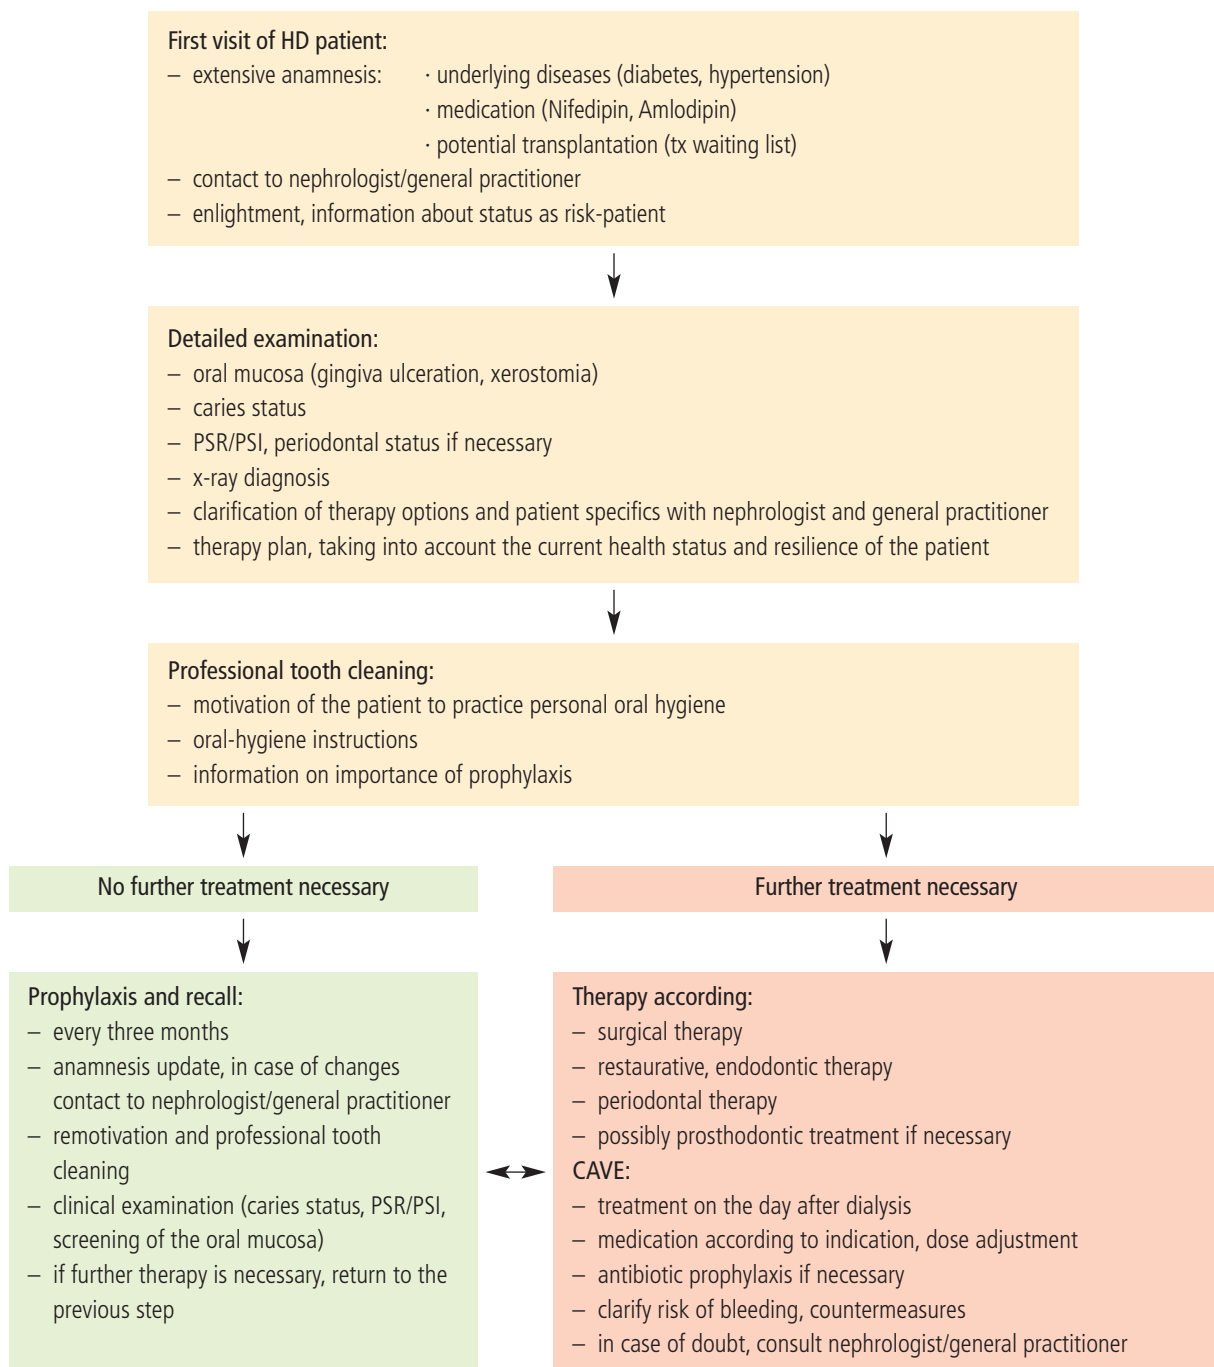 First visit of HD patient:
– extensive anamnesis: · underlying diseases (diabetes, hypertension)
· medication (Nifedipin, Amlodipin)
· potential transplantation (tx waiting list)
– contact to nephrologist/general practitioner
– enlightment, information about status as risk-patient
Detailed examination:
– oral mucosa (gingiva ulceration, xerostomia)
– caries status
– PSR/PSI, periodontal status if necessary
– x-ray diagnosis
– clarification of therapy options and patient specifics with nephrologist and general practitioner
– therapy plan, taking into account the current health status and resilience of the patient
Professional tooth cleaning:
– motivation of the patient to practice personal oral hygiene
– oral-hygiene instructions
– information on importance of prophylaxis
No further treatment necessary
Prophylaxis and recall:
– every three months
– anamnesis update, in case of changes
contact to nephrologist/general practitioner
– remotivation and professional tooth
cleaning
– clinical examination (caries status, PSR/PSI,
screening of the oral mucosa)
– if further therapy is necessary, return to the
previous step
Further treatment necessary
Therapy according:
– surgical therapy
– restaurative, endodontic therapy
– periodontal therapy
– possibly prosthodontic treatment if necessary
CAVE:
– treatment on the day after dialysis
– medication according to indication, dose adjustment
– antibiotic prophylaxis if necessary
– clarify risk of bleeding, countermeasures
– in case of doubt, consult nephrologist/general practitioner